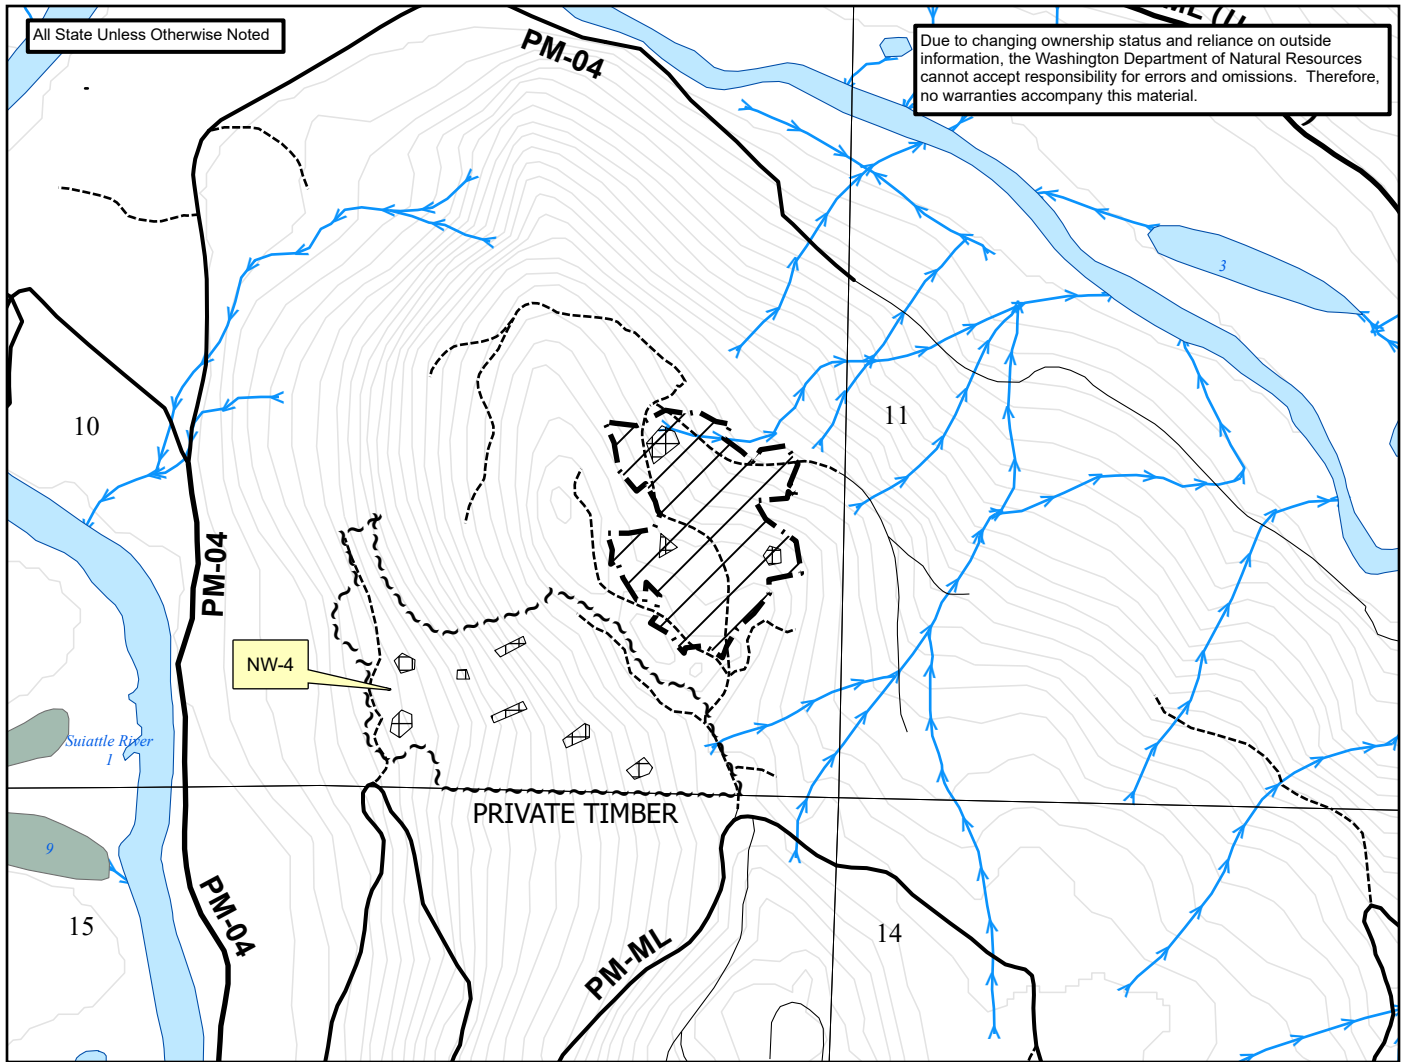 All State Unless Otherwise Noted
PM-04
Due to changing ownership status and reliance on outside
information, the Washington Department of Natural Resources
cannot accept responsibility for errors and omissions. Therefore,
no warranties accompany this material.
3
10
11
PM-04
NW-4
Suiattle River
1
PRIVATE TIMBER
9
PM-04
15
14
PM-ML